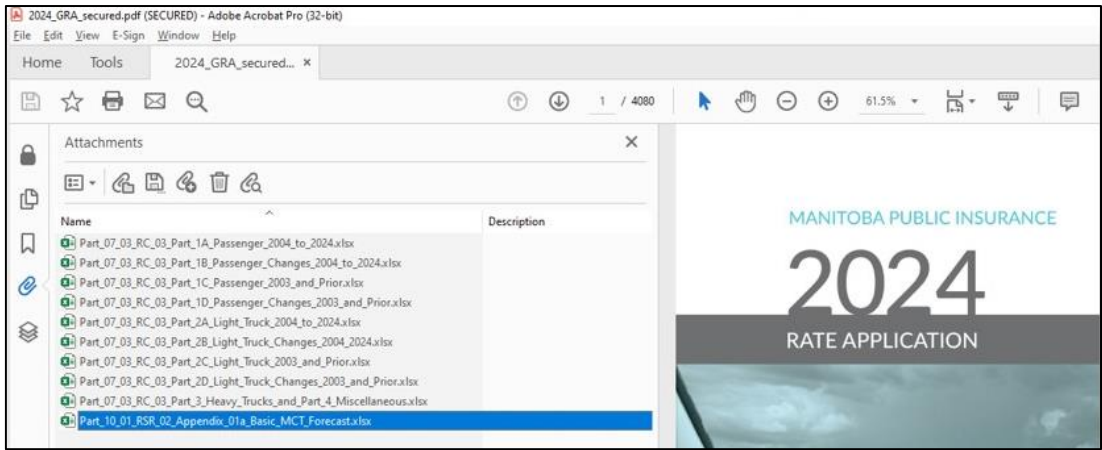 2024_GRA_secured.pdf (SECURED) - Adobe Acrobat Pro (32-bit)
File Edit View E-Sign Window Help
Home Tools 2024_GRA_secured... ×
1 / 4080 61.5%
Attachments ×
Name Description
Part_07_03_RC_03_Part_1A_Passenger_2004_to_2024.xlsx
Part_07_03_RC_03_Part_1B_Passenger_Changes_2004_to_2024.xlsx
Part_07_03_RC_03_Part_1C_Passenger_2003_and_Prior.xlsx
Part_07_03_RC_03_Part_1D_Passenger_Changes_2003_and_Prior.xlsx
Part_07_03_RC_03_Part_2A_Light_Truck_2004_to_2024.xlsx
Part_07_03_RC_03_Part_2B_Light_Truck_Changes_2004_2024.xlsx
Part_07_03_RC_03_Part_2C_Light_Truck_2003_and_Prior.xlsx
Part_07_03_RC_03_Part_2D_Light_Truck_Changes_2003_and_Prior.xlsx
Part_07_03_RC_03_Part_3_Heavy_Trucks_and_Part_4_Miscellaneous.xlsx
Part_10_01_RSR_02_Appendix_01a_Basic_MCT_Forecast.xlsx
MANITOBA PUBLIC INSURANCE
2024
RATE APPLICATION